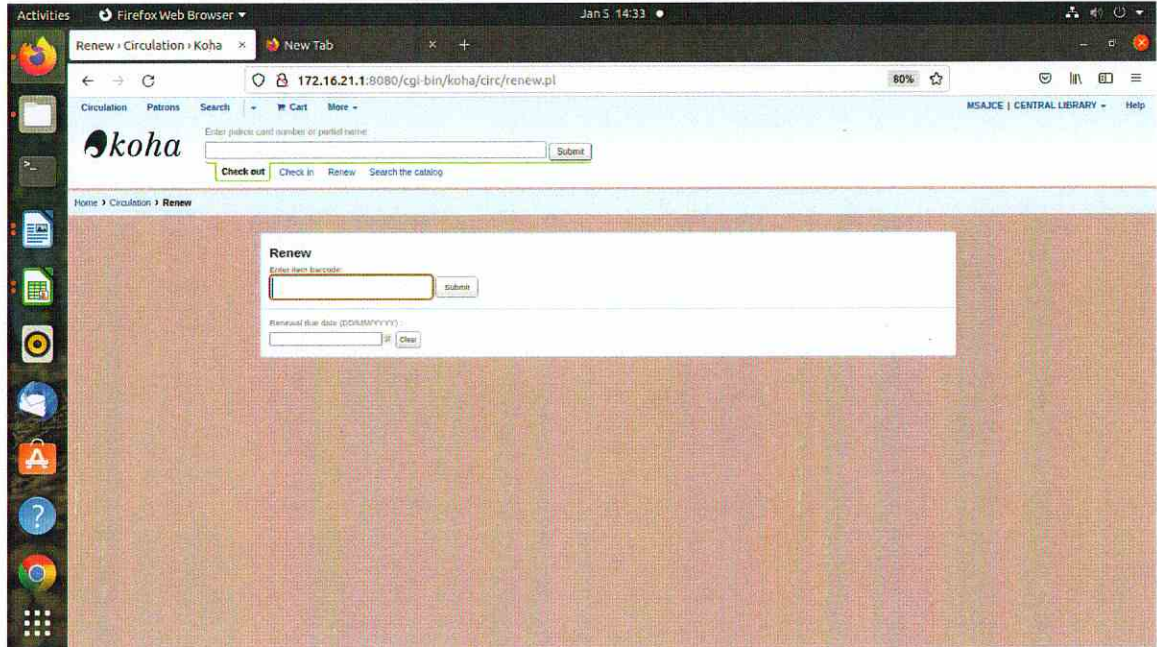 Activities Firefox Web Browser Jan 5 14:33
Renew › Circulation › Koha × New Tab × +
172.16.21.1:8080/cgi-bin/koha/circ/renew.pl 80%
Circulation Patrons Search Cart More MSAJCE | CENTRAL LIBRARY Help
koha
Enter patron card number or partial name:
Submit
Check out Check in Renew Search the catalog
Home › Circulation › Renew
Renew
Enter item barcode:
Submit
Renewal due date (DD/MM/YYYY) :
Clear